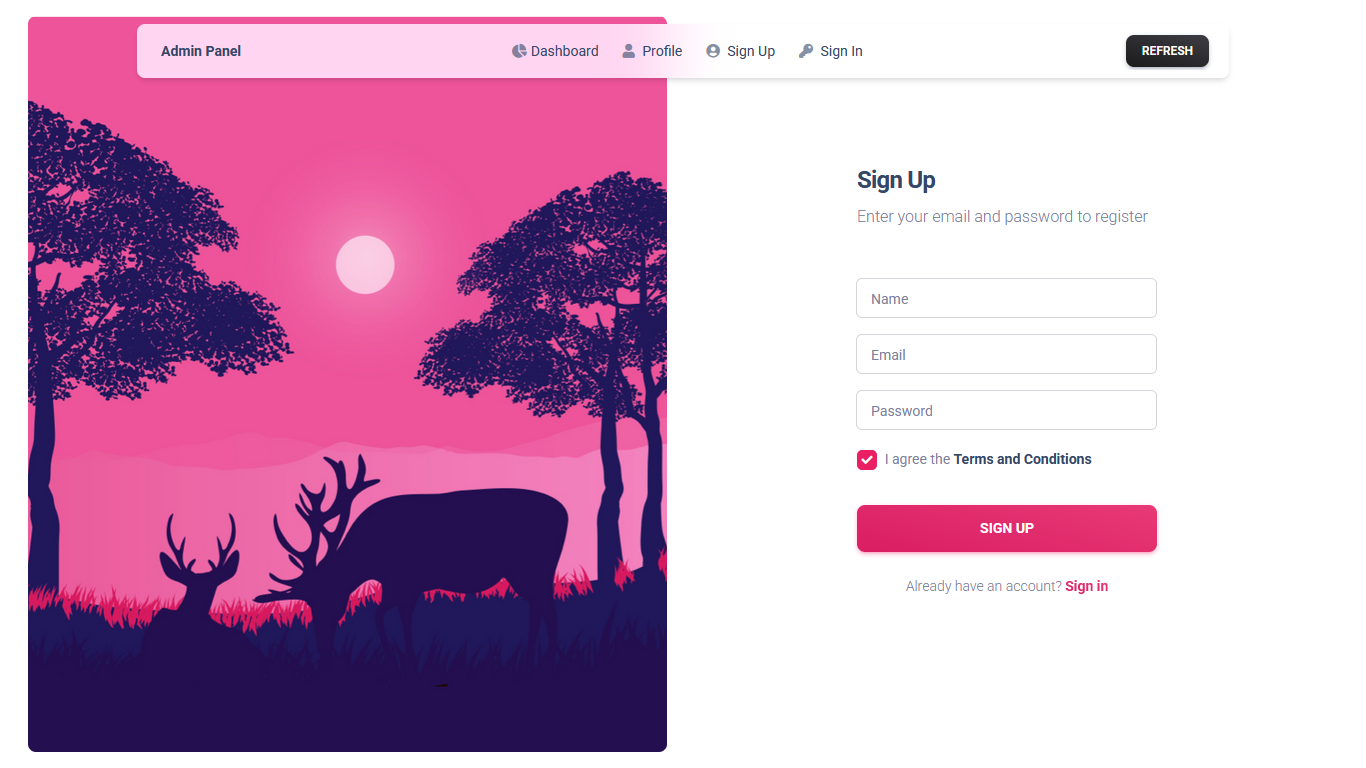 Admin Panel
Dashboard
Profile
Sign Up
Sign In
REFRESH
Sign Up
Enter your email and password to register
Name
Email
Password
I agree the Terms and Conditions
SIGN UP
Already have an account? Sign in